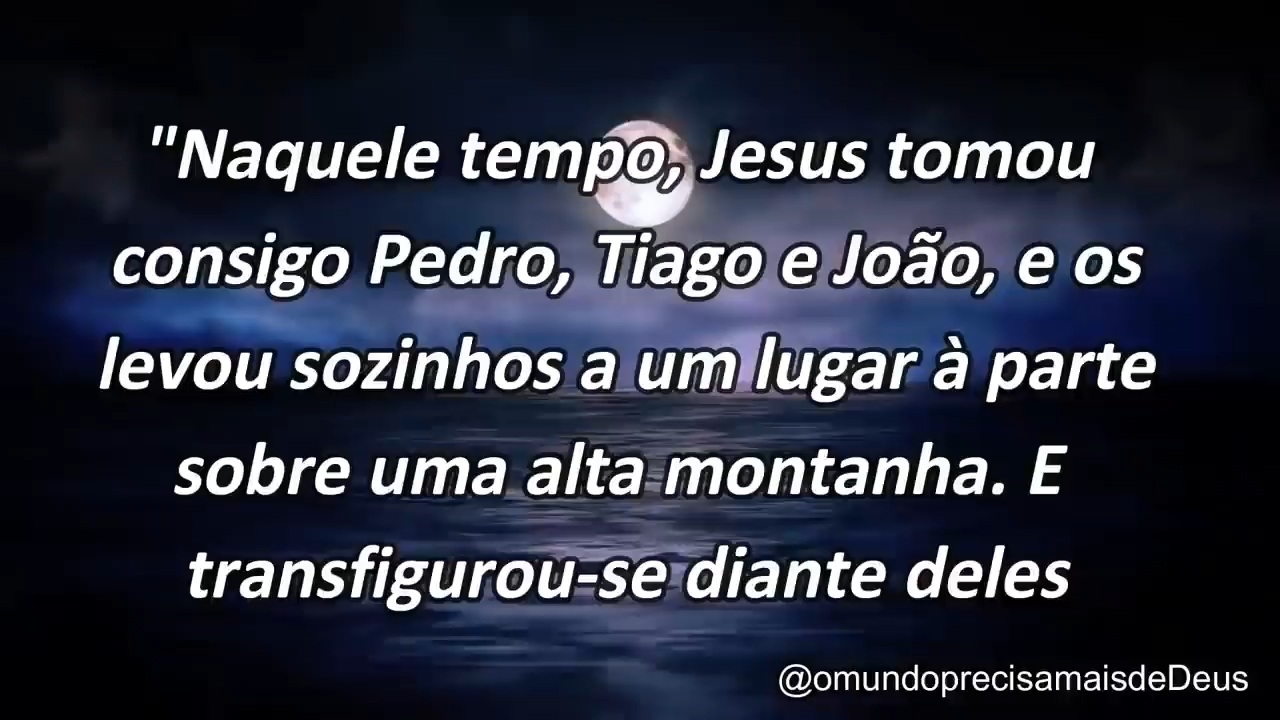 "Naquele tempo, Jesus tomou
consigo Pedro, Tiago e João, e os
levou sozinhos a um lugar à parte
sobre uma alta montanha. E
transfigurou-se diante deles
@omundoprecisamaisdeDeus